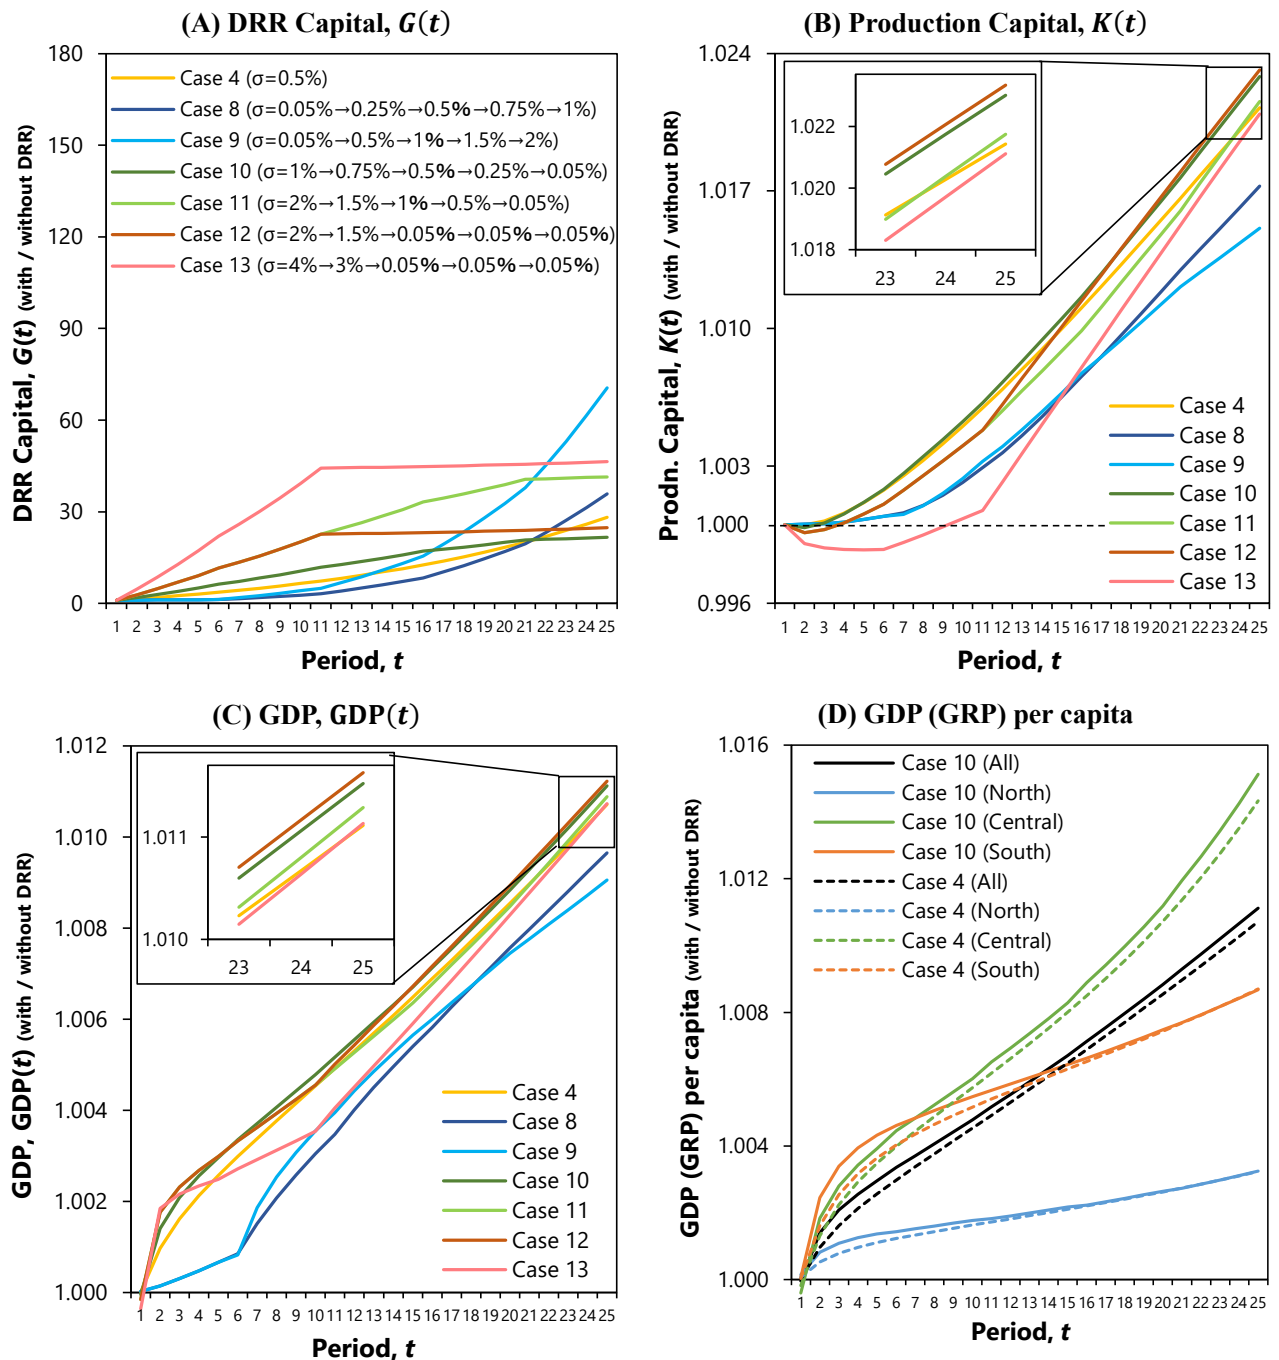 (A) DRR Capital, G(t)
DRR Capital, G(t) (with / without DRR)
180
150
120
90
60
30
0
Case 4 (σ=0.5%)
Case 8 (σ=0.05%→0.25%→0.5%→0.75%→1%)
Case 9 (σ=0.05%→0.5%→1%→1.5%→2%)
Case 10 (σ=1%→0.75%→0.5%→0.25%→0.05%)
Case 11 (σ=2%→1.5%→1%→0.5%→0.05%)
Case 12 (σ=2%→1.5%→0.05%→0.05%→0.05%)
Case 13 (σ=4%→3%→0.05%→0.05%→0.05%)
1 2 3 4 5 6 7 8 9 10 11 12 13 14 15 16 17 18 19 20 21 22 23 24 25
Period, t
(B) Production Capital, K(t)
Prodn. Capital, K(t) (with / without DRR)
1.024
1.017
1.010
1.003
1.000
0.996
1.022
1.020
1.018
23 24 25
Case 4
Case 8
Case 9
Case 10
Case 11
Case 12
Case 13
1 2 3 4 5 6 7 8 9 10 11 12 13 14 15 16 17 18 19 20 21 22 23 24 25
Period, t
(C) GDP, GDP(t)
GDP, GDP(t) (with / without DRR)
1.012
1.010
1.008
1.006
1.004
1.002
1.000
1.011
1.010
23 24 25
Case 4
Case 8
Case 9
Case 10
Case 11
Case 12
Case 13
1 2 3 4 5 6 7 8 9 10 11 12 13 14 15 16 17 18 19 20 21 22 23 24 25
Period, t
(D) GDP (GRP) per capita
GDP (GRP) per capita (with / without DRR)
1.016
1.012
1.008
1.004
1.000
Case 10 (All)
Case 10 (North)
Case 10 (Central)
Case 10 (South)
Case 4 (All)
Case 4 (North)
Case 4 (Central)
Case 4 (South)
1 2 3 4 5 6 7 8 9 10 11 12 13 14 15 16 17 18 19 20 21 22 23 24 25
Period, t